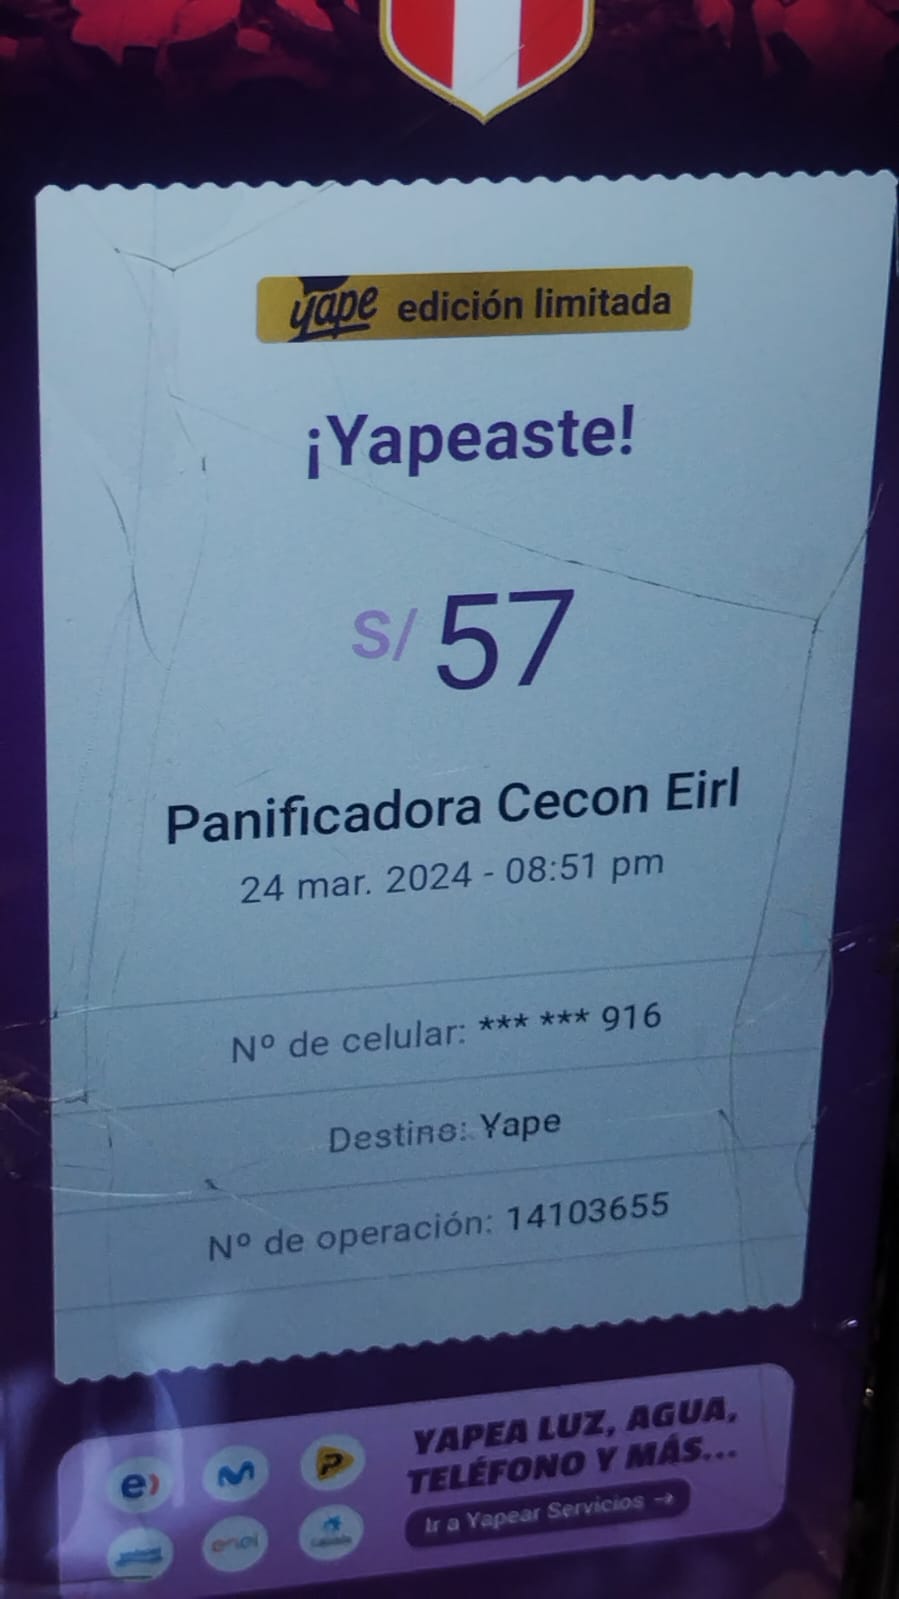 yape edición limitada
¡Yapeaste!
S/ 57
Panificadora Cecon Eirl
24 mar. 2024 - 08:51 pm
Nº de celular: *** *** 916
Destino: Yape
Nº de operación: 14103655
YAPEA LUZ, AGUA,
TELÉFONO Y MÁS...
Ir a Yapear Servicios →
e)
P
enel